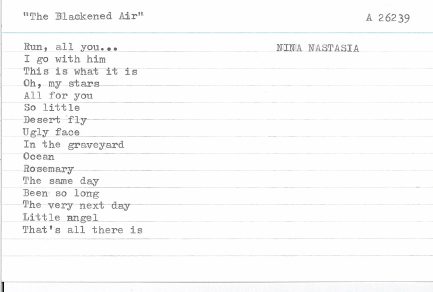 "The Blackened Air" A 26239
Run, all you... NINA NASTASIA
I go with him
This is what it is
Oh, my stars
All for you
So little
Desert fly
Ugly face
In the graveyard
Ocean
Rosemary
The same day
Been so long
The very next day
Little angel
That's all there is